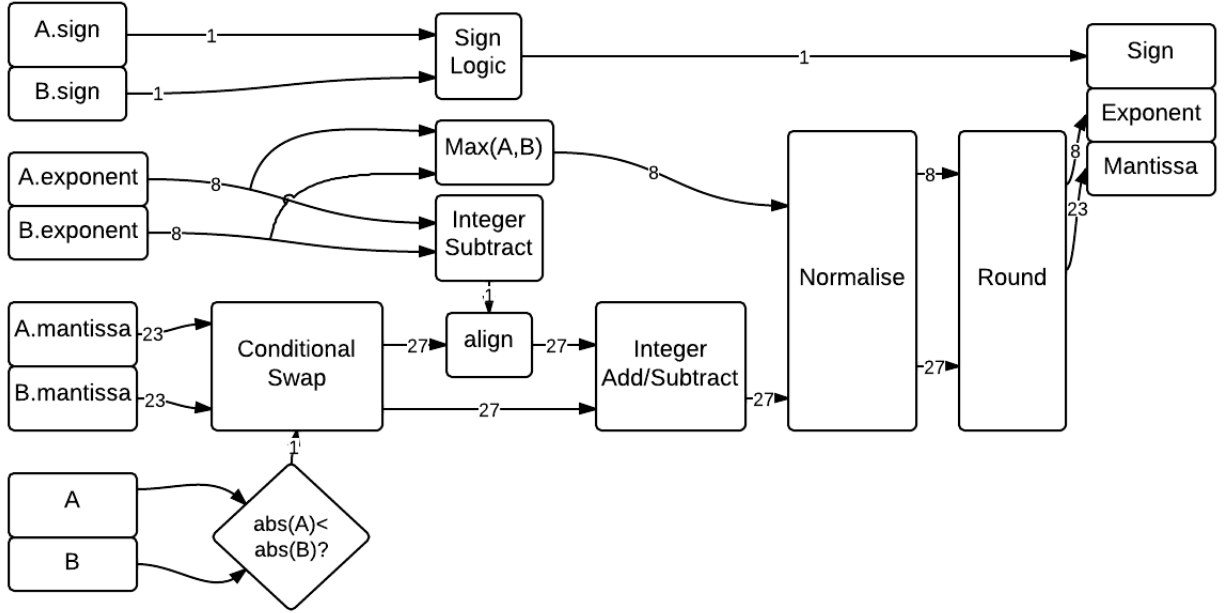 A.sign
1
Sign
Logic
1
Sign
B.sign
1
Exponent
Mantissa
8
23
A.exponent
8
Max(A,B)
8
B.exponent
8
Integer
Subtract
1
Normalise
8
27
Round
A.mantissa
23
B.mantissa
23
Conditional
Swap
27
align
27
27
Integer
Add/Subtract
27
1
A
B
abs(A)<
abs(B)?